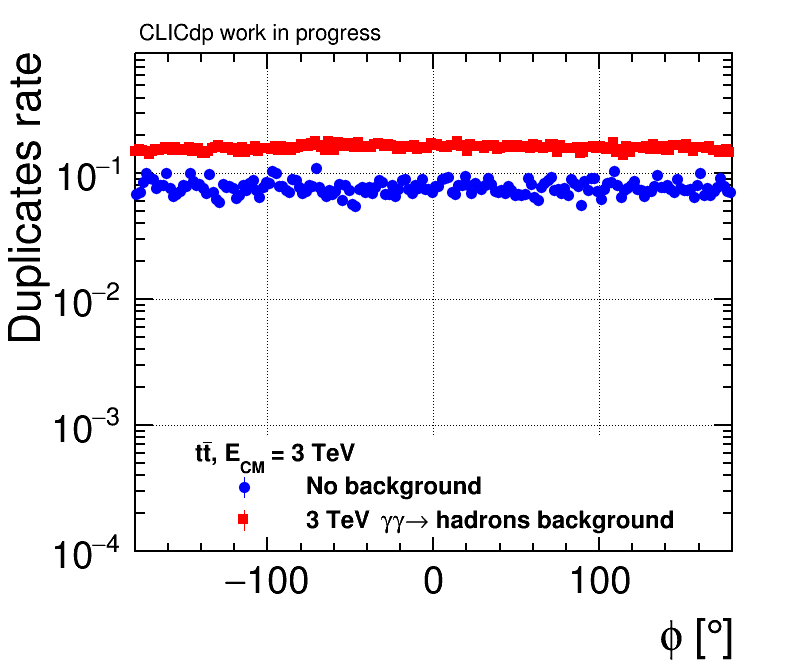 CLICdp work in progress
Duplicates rate
10⁻¹
10⁻²
10⁻³
10⁻⁴
tt̄, E_CM = 3 TeV
No background
3 TeV γγ→ hadrons background
−100 0 100
ϕ [°]